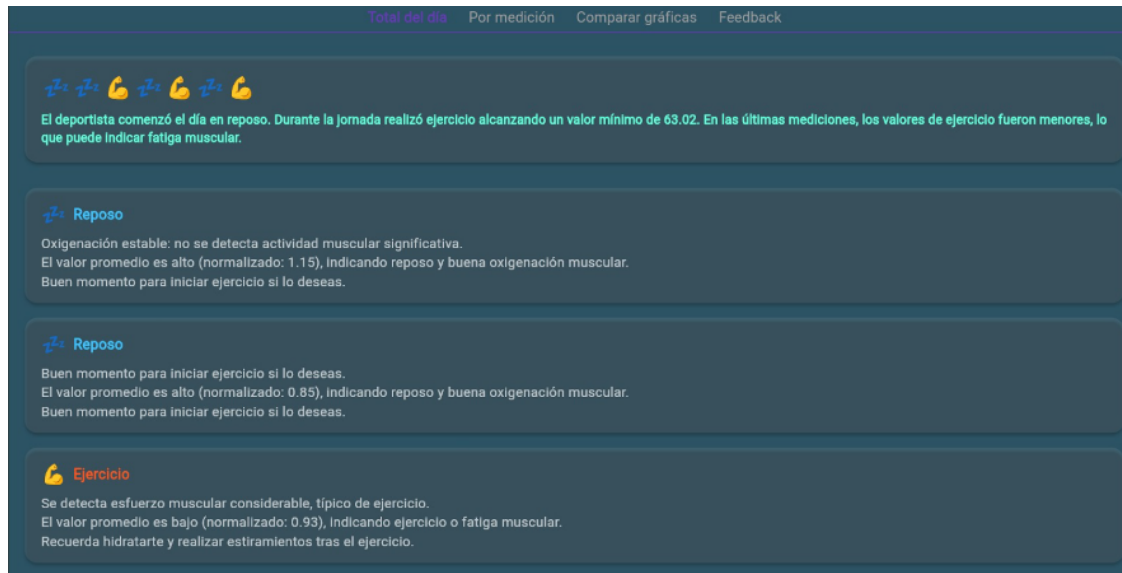 Total del día Por medición Comparar gráficas Feedback
El deportista comenzó el día en reposo. Durante la jornada realizó ejercicio alcanzando un valor mínimo de 63.02. En las últimas mediciones, los valores de ejercicio fueron menores, lo
que puede indicar fatiga muscular.
Reposo
Oxigenación estable: no se detecta actividad muscular significativa.
El valor promedio es alto (normalizado: 1.15), indicando reposo y buena oxigenación muscular.
Buen momento para iniciar ejercicio si lo deseas.
Reposo
Buen momento para iniciar ejercicio si lo deseas.
El valor promedio es alto (normalizado: 0.85), indicando reposo y buena oxigenación muscular.
Buen momento para iniciar ejercicio si lo deseas.
Ejercicio
Se detecta esfuerzo muscular considerable, típico de ejercicio.
El valor promedio es bajo (normalizado: 0.93), indicando ejercicio o fatiga muscular.
Recuerda hidratarte y realizar estiramientos tras el ejercicio.